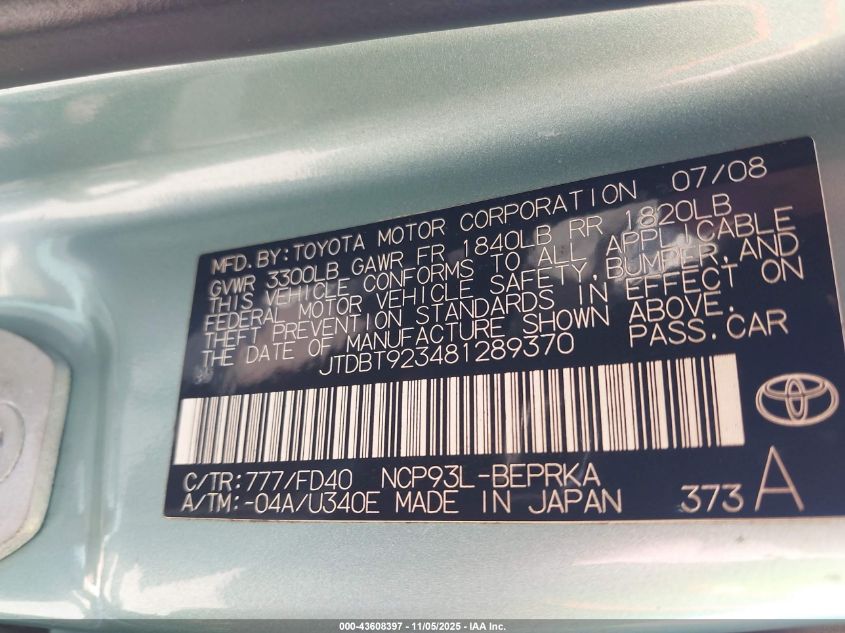 MFD. BY: TOYOTA MOTOR CORPORATION 07/08
GVWR 3300LB GAWR FR 1840LB RR 1820LB
THIS VEHICLE CONFORMS TO ALL APPLICABLE
FEDERAL MOTOR VEHICLE SAFETY, BUMPER, AND
THEFT PREVENTION STANDARDS IN EFFECT ON
THE DATE OF MANUFACTURE SHOWN ABOVE.
JTDBT923481289370 PASS. CAR
C/TR: 777/FD40 NCP93L-BEPRKA
A/TM: -04A/U340E MADE IN JAPAN 373 A
000-43608397 - 11/05/2025 - IAA Inc.